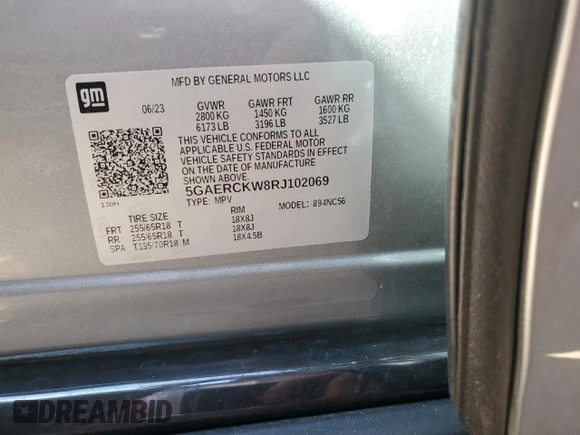 gm
MFD BY GENERAL MOTORS LLC
06/23 GVWR GAWR FRT GAWR RR
2800 KG 1450 KG 1600 KG
6173 LB 3196 LB 3527 LB
THIS VEHICLE CONFORMS TO ALL
APPLICABLE U.S. FEDERAL MOTOR
VEHICLE SAFETY STANDARDS IN EFFECT
ON THE DATE OF MANUFACTURE
SHOWN ABOVE.
5GAERCKW8RJ102069
130H
TYPE: MPV MODEL: 894NC56
TIRE SIZE RIM
FRT 255/65R18 T 18X8J
RR 255/65R18 T 18X8J
SPA T135/70R18 M 18X4.5B
DREAMBID